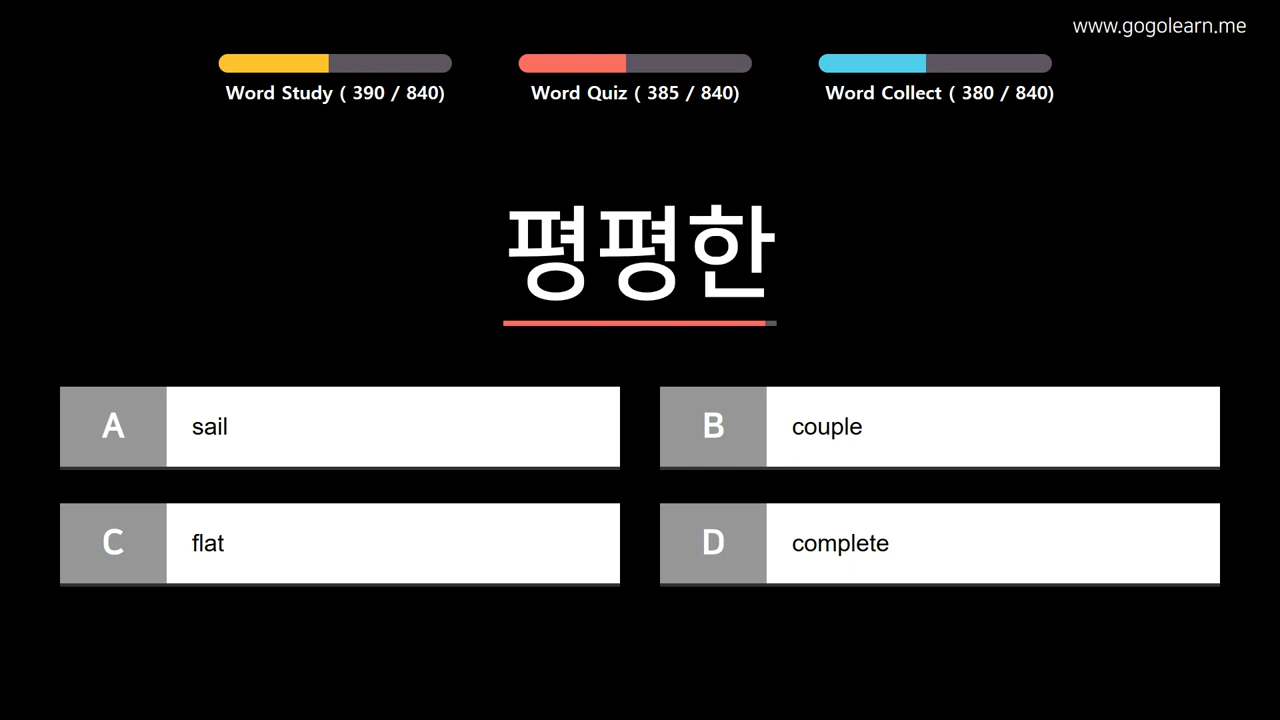 www.gogolearn.me
Word Study ( 390 / 840)
Word Quiz ( 385 / 840)
Word Collect ( 380 / 840)
평평한
A sail
B couple
C flat
D complete